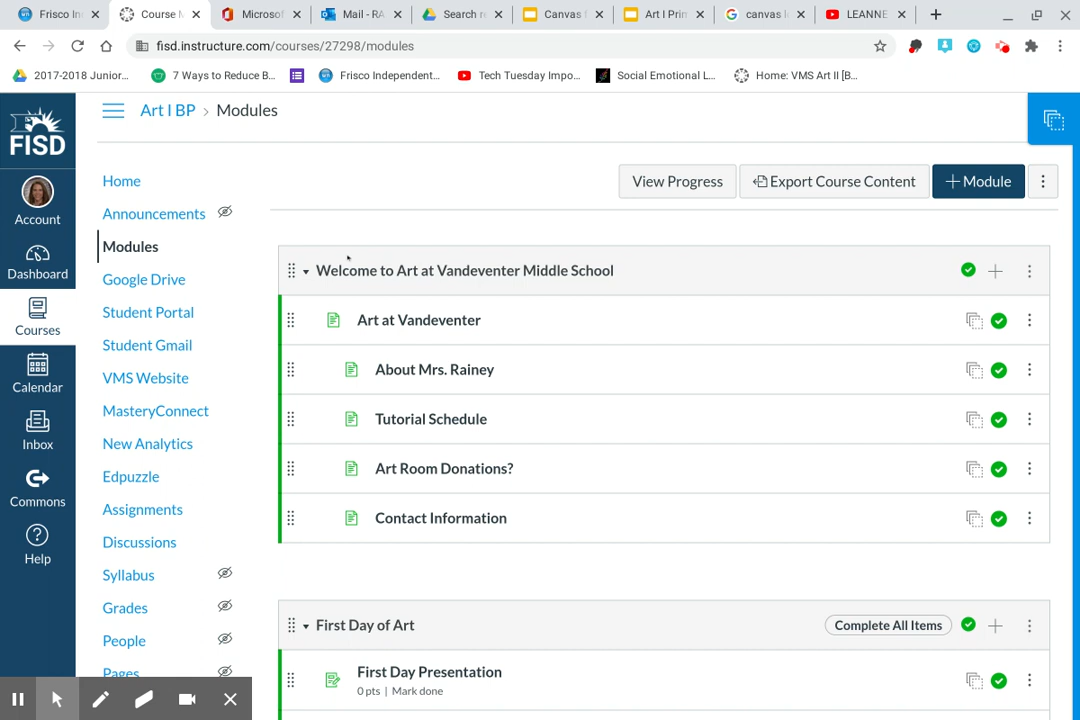 Frisco In
Course M
Microsof
Mail - RA
Search r
Canvas
Art I Prin
canvas l
LEANNE
fisd.instructure.com/courses/27298/modules
2017-2018 Junior...
7 Ways to Reduce B...
Frisco Independent...
Tech Tuesday Impo...
Social Emotional L...
Home: VMS Art II [B...
FISD
Account
Dashboard
Courses
Calendar
Inbox
Commons
Help
Art I BP > Modules
Home
Announcements
Modules
Google Drive
Student Portal
Student Gmail
VMS Website
MasteryConnect
New Analytics
Edpuzzle
Assignments
Discussions
Syllabus
Grades
People
Pages
View Progress
Export Course Content
+ Module
Welcome to Art at Vandeventer Middle School
Art at Vandeventer
About Mrs. Rainey
Tutorial Schedule
Art Room Donations?
Contact Information
First Day of Art
Complete All Items
First Day Presentation
0 pts | Mark done